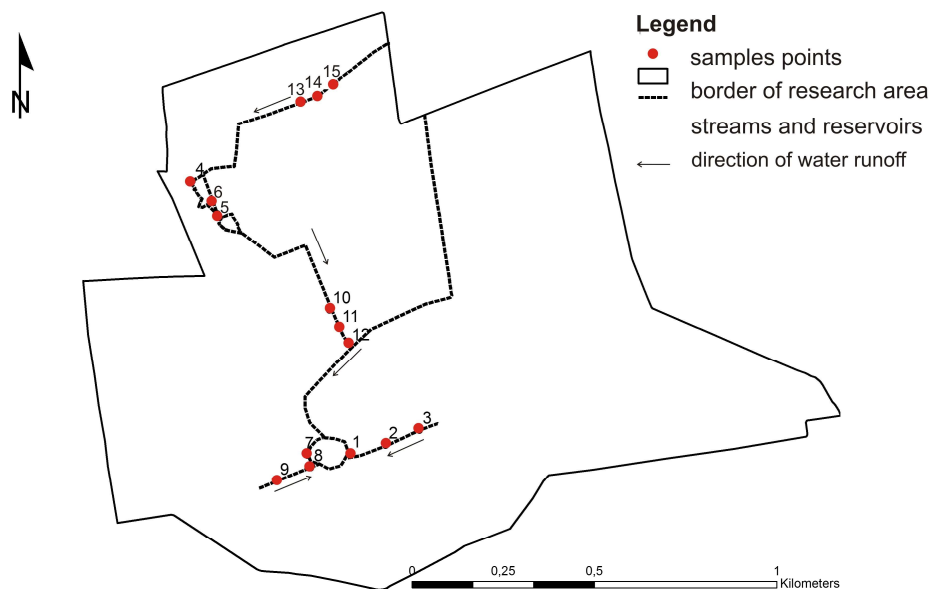 Legend
samples points
border of research area
streams and reservoirs
direction of water runoff
N
15
14
13
4
6
5
10
11
12
3
2
1
7
8
9
0 0,25 0,5 1
Kilometers